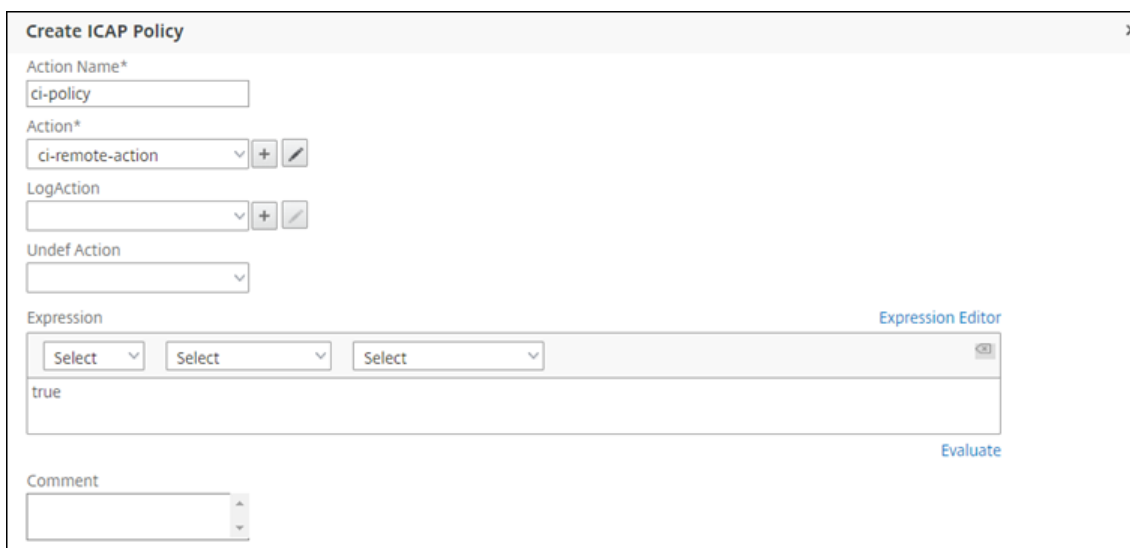 Create ICAP Policy
Action Name*
ci-policy
Action*
ci-remote-action
LogAction
Undef Action
Expression Expression Editor
Select Select Select
true
Evaluate
Comment